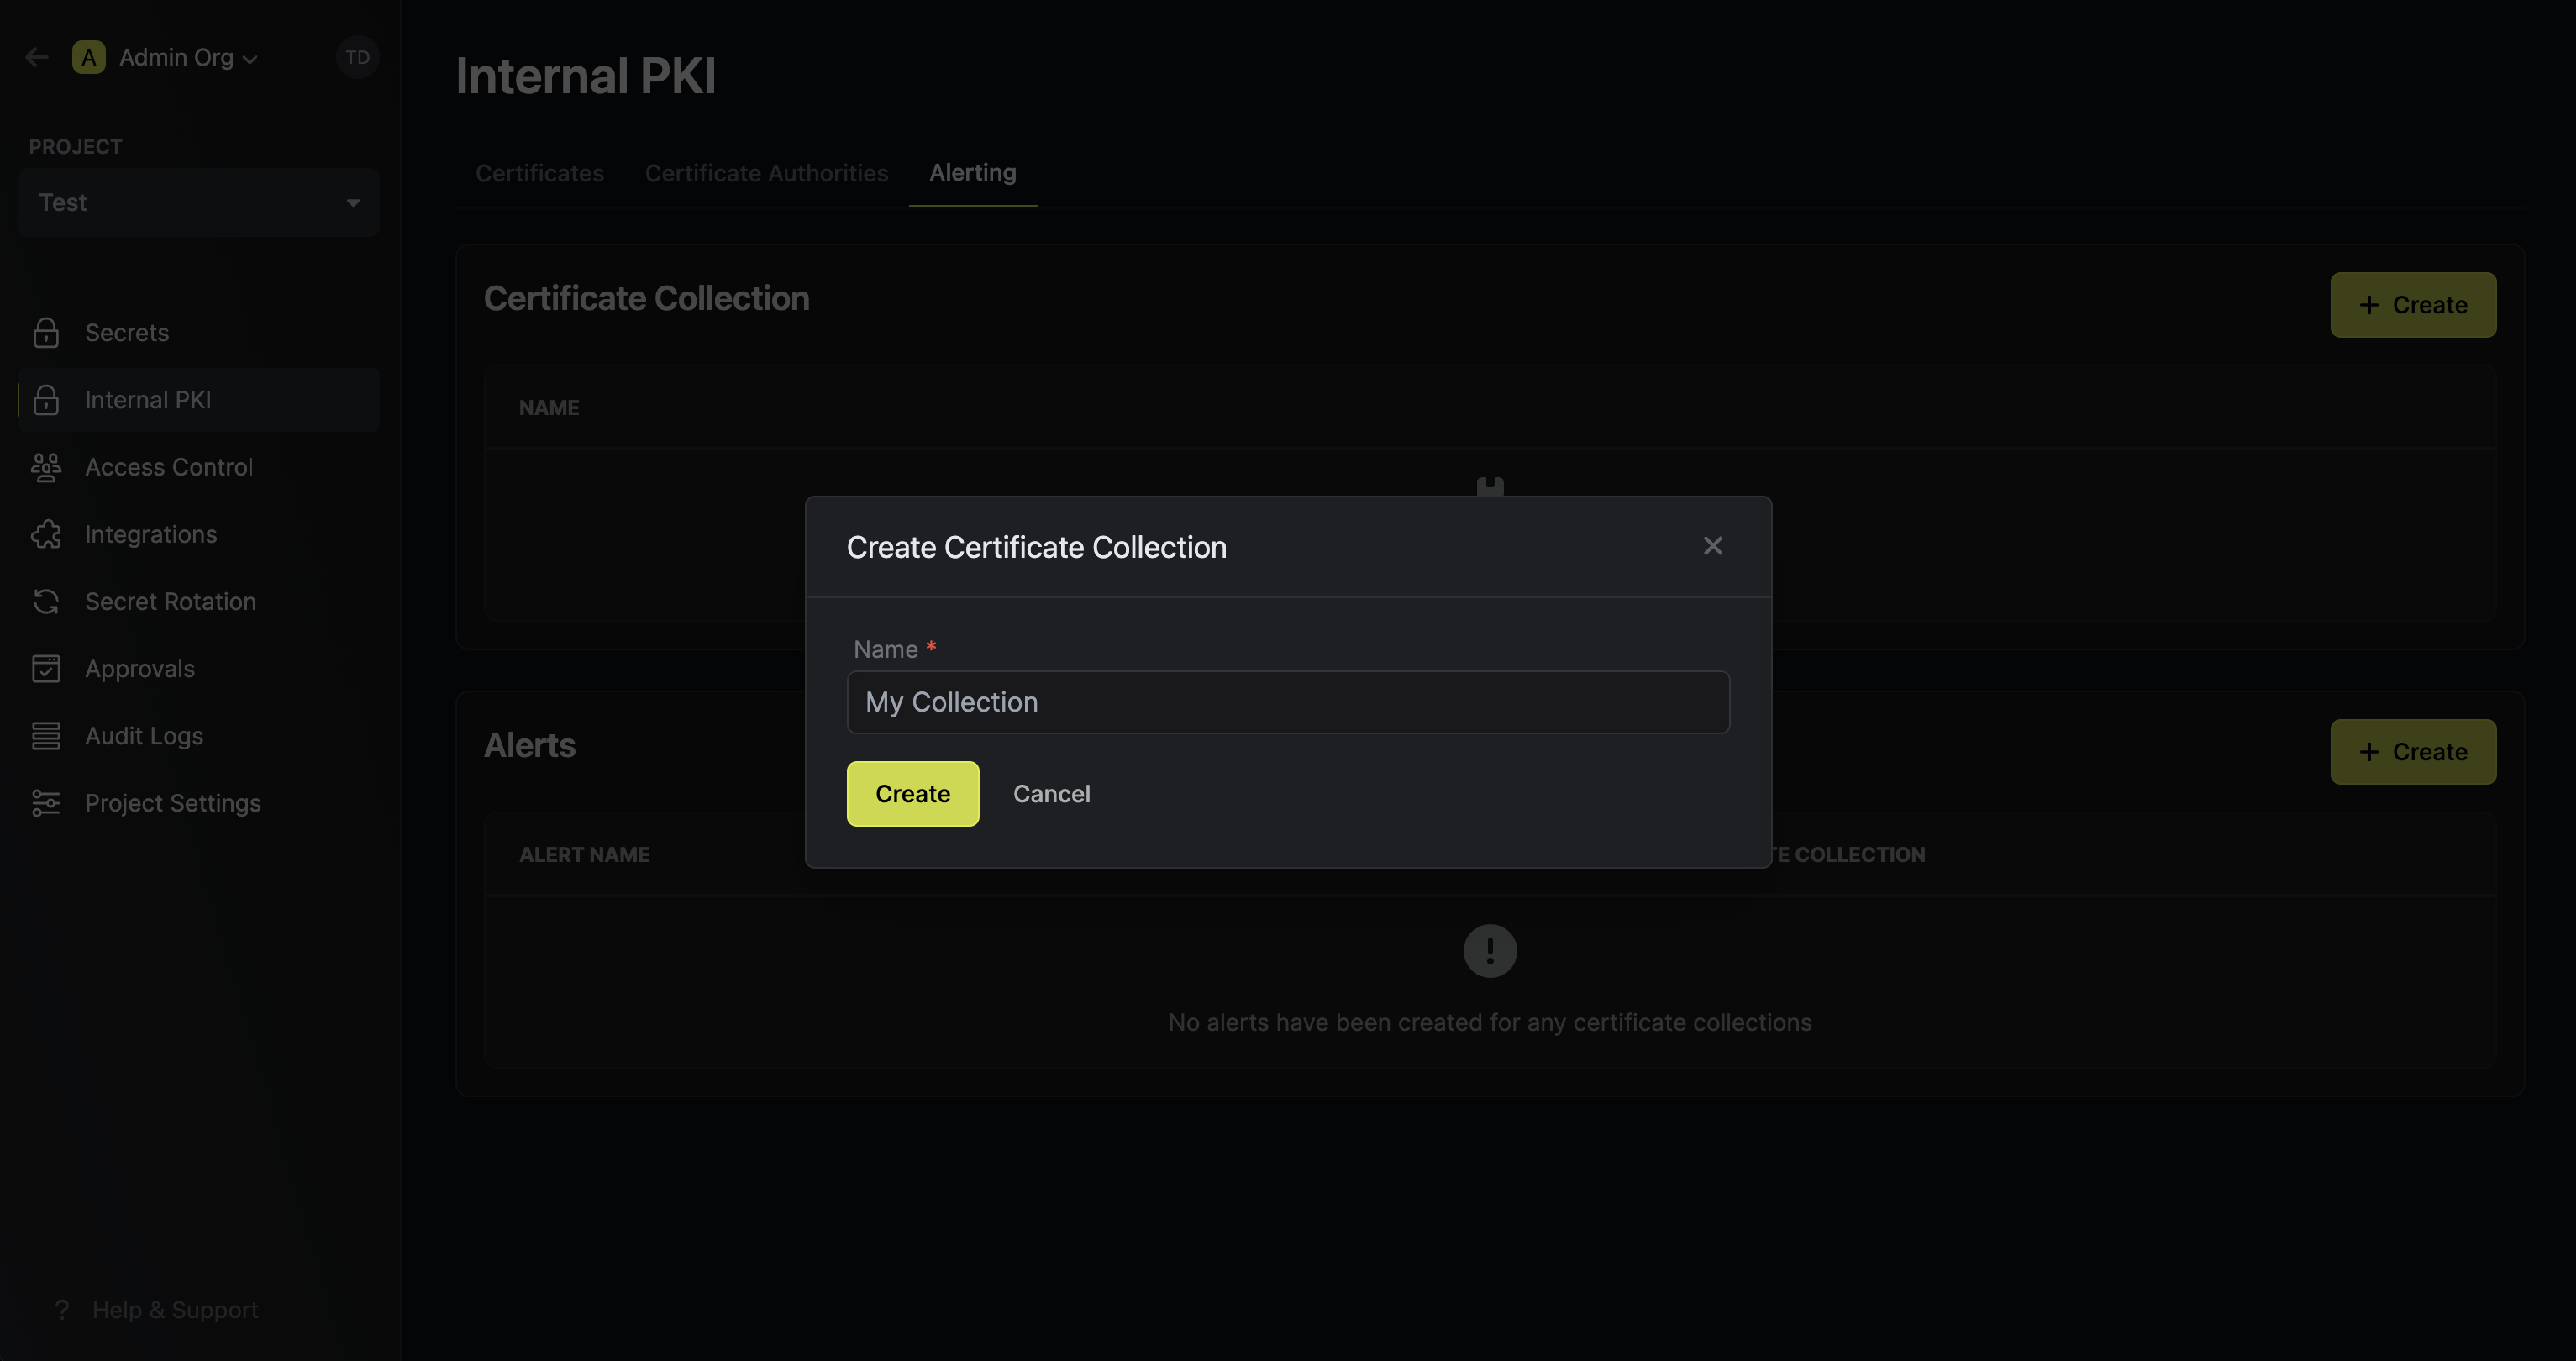 A Admin Org
TD
PROJECT
Test
Secrets
Internal PKI
Access Control
Integrations
Secret Rotation
Approvals
Audit Logs
Project Settings
? Help & Support
Internal PKI
Certificates Certificate Authorities Alerting
Certificate Collection
+ Create
NAME
Create Certificate Collection
Name *
My Collection
Create Cancel
Alerts
+ Create
ALERT NAME
COLLECTION
No alerts have been created for any certificate collections